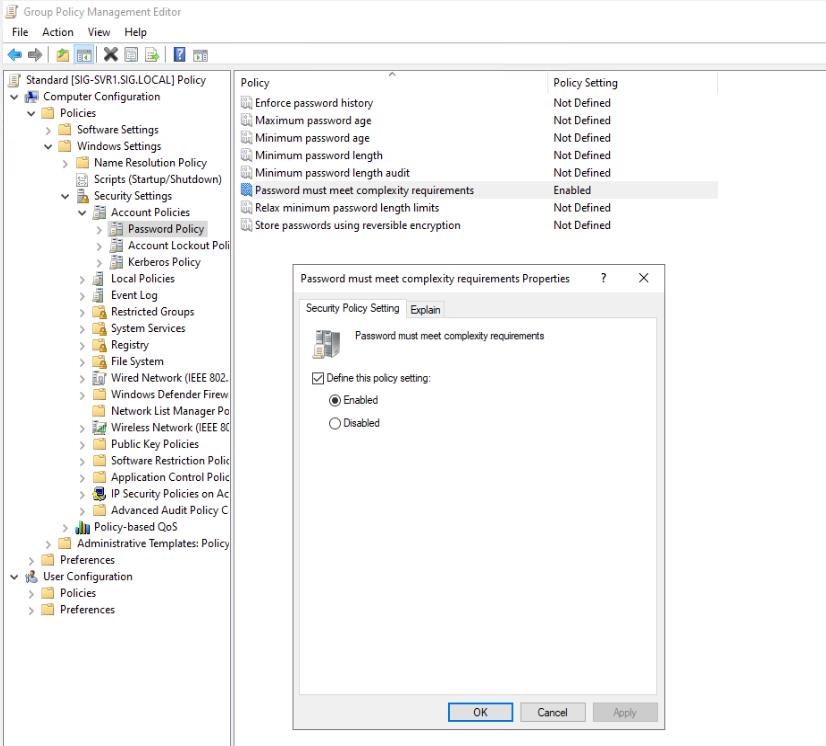 Group Policy Management Editor
File Action View Help
Standard [SIG-SVR1.SIG.LOCAL] Policy
Computer Configuration
Policies
Software Settings
Windows Settings
Name Resolution Policy
Scripts (Startup/Shutdown)
Security Settings
Account Policies
Password Policy
Account Lockout Poli
Kerberos Policy
Local Policies
Event Log
Restricted Groups
System Services
Registry
File System
Wired Network (IEEE 802.
Windows Defender Firew
Network List Manager Po
Wireless Network (IEEE 80
Public Key Policies
Software Restriction Polic
Application Control Polic
IP Security Policies on Ac
Advanced Audit Policy C
Policy-based QoS
Administrative Templates: Policy
Preferences
User Configuration
Policies
Preferences
Policy Policy Setting
Enforce password history Not Defined
Maximum password age Not Defined
Minimum password age Not Defined
Minimum password length Not Defined
Minimum password length audit Not Defined
Password must meet complexity requirements Enabled
Relax minimum password length limits Not Defined
Store passwords using reversible encryption Not Defined
Password must meet complexity requirements Properties ?
Security Policy Setting Explain
Password must meet complexity requirements
Define this policy setting:
Enabled
Disabled
OK Cancel Apply